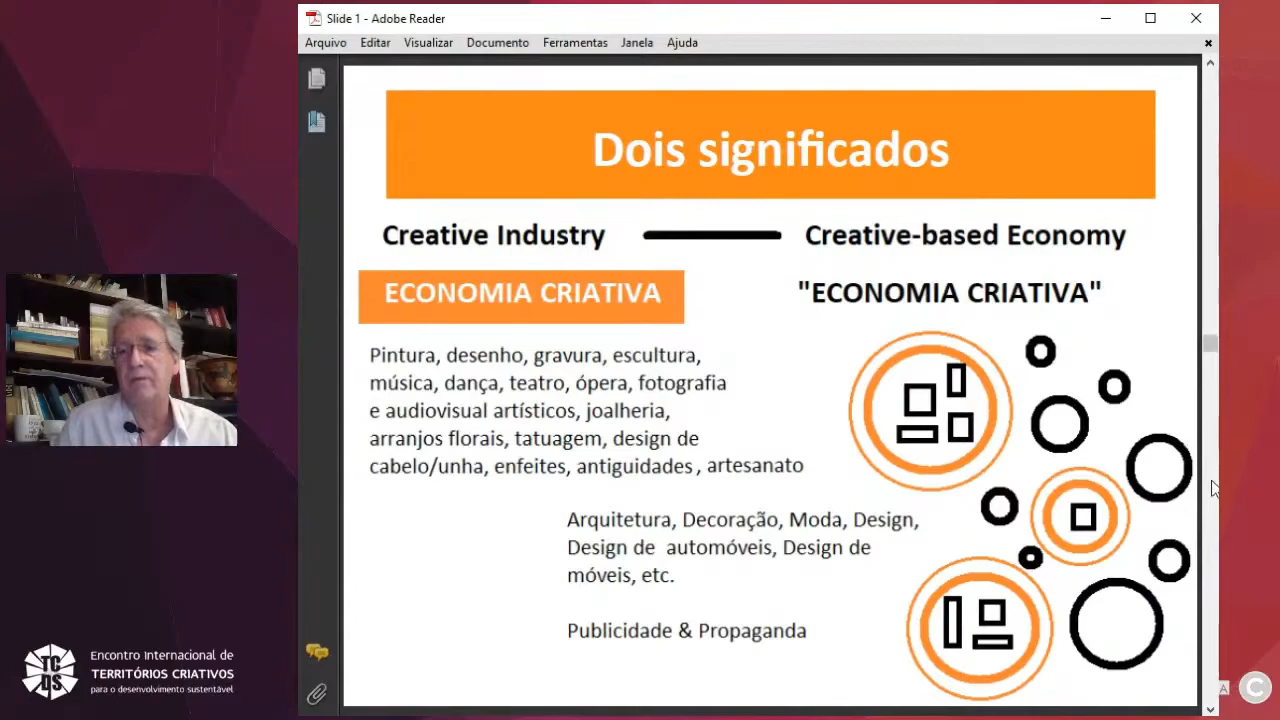 Slide 1 - Adobe Reader
Arquivo Editar Visualizar Documento Ferramentas Janela Ajuda
Dois significados
Creative Industry
Creative-based Economy
ECONOMIA CRIATIVA
"ECONOMIA CRIATIVA"
Pintura, desenho, gravura, escultura,
música, dança, teatro, ópera, fotografia
e audiovisual artísticos, joalheria,
arranjos florais, tatuagem, design de
cabelo/unha, enfeites, antiguidades , artesanato
Arquitetura, Decoração, Moda, Design,
Design de automóveis, Design de
móveis, etc.
Publicidade & Propaganda
TC
DS
Encontro Internacional de
TERRITÓRIOS CRIATIVOS
para o desenvolvimento sustentável
A
C